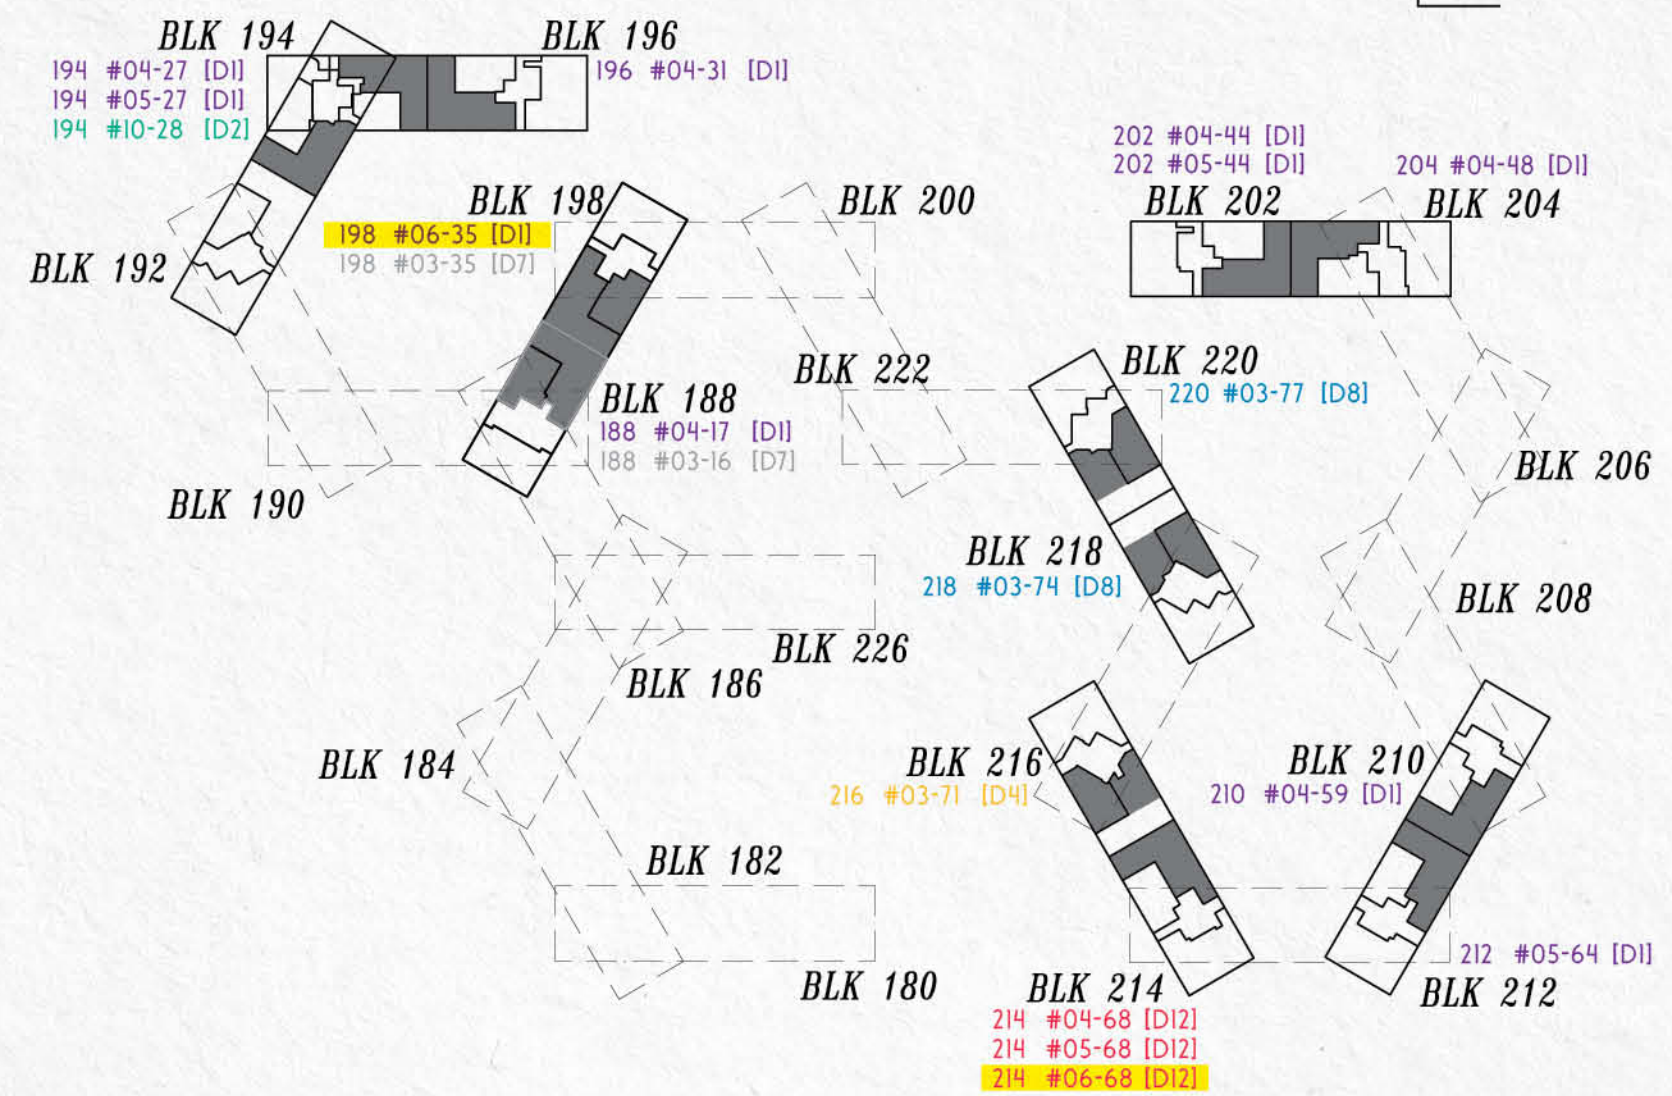 BLK 194
194 #04-27 [D1]
194 #05-27 [D1]
194 #10-28 [D2]
BLK 196
196 #04-31 [D1]
202 #04-44 [D1]
202 #05-44 [D1]
BLK 202
204 #04-48 [D1]
BLK 204
BLK 198
198 #06-35 [D1]
198 #03-35 [D7]
BLK 200
BLK 192
BLK 222
BLK 220
220 #03-77 [D8]
BLK 188
188 #04-17 [D1]
188 #03-16 [D7]
BLK 190
BLK 206
BLK 218
218 #03-74 [D8]
BLK 208
BLK 226
BLK 186
BLK 184
BLK 216
216 #03-71 [D4]
BLK 210
210 #04-59 [D1]
BLK 182
BLK 180
212 #05-64 [D1]
BLK 212
BLK 214
214 #04-68 [D12]
214 #05-68 [D12]
214 #06-68 [D12]